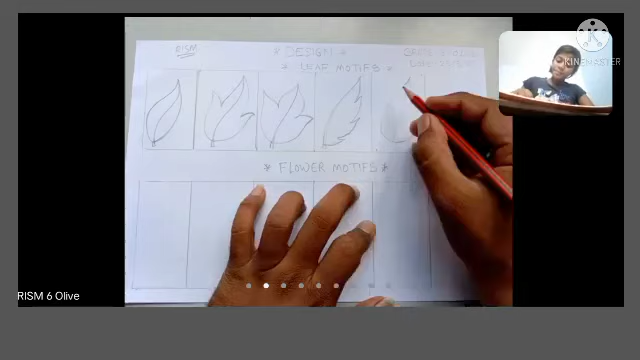 RISM
* DESIGN *
* LEAF MOTIFS *
* FLOWER MOTIFS *
KINEMASTER
RISM 6 Olive